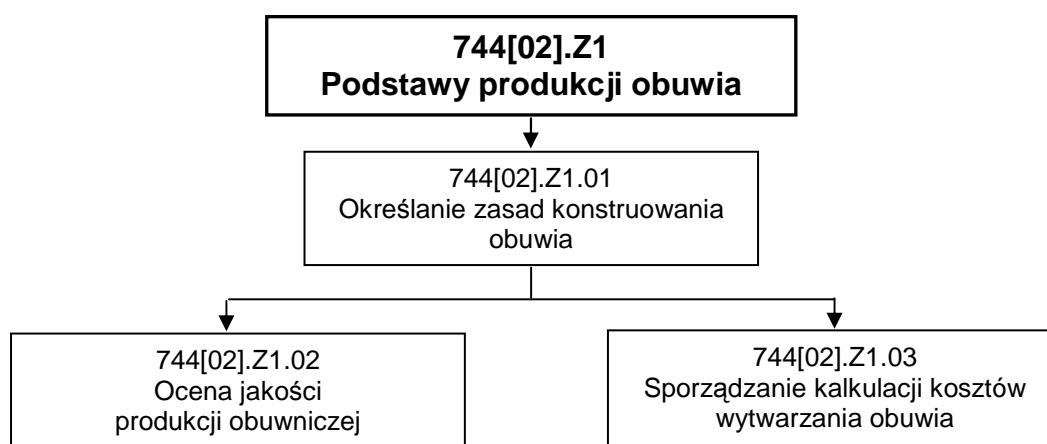 744[02].Z1
Podstawy produkcji obuwia
744[02].Z1.01
Określanie zasad konstruowania
obuwia
744[02].Z1.02
Ocena jakości
produkcji obuwniczej
744[02].Z1.03
Sporządzanie kalkulacji kosztów
wytwarzania obuwia